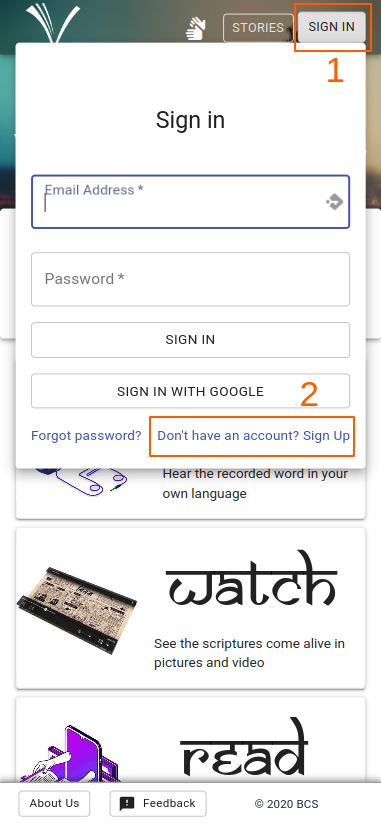 STORIES
SIGN IN
1
Sign in
Email Address *
Password *
SIGN IN
SIGN IN WITH GOOGLE
2
Forgot password?
Don't have an account? Sign Up
Hear the recorded word in your
own language
watch
See the scriptures come alive in
pictures and video
read
About Us
Feedback
© 2020 BCS